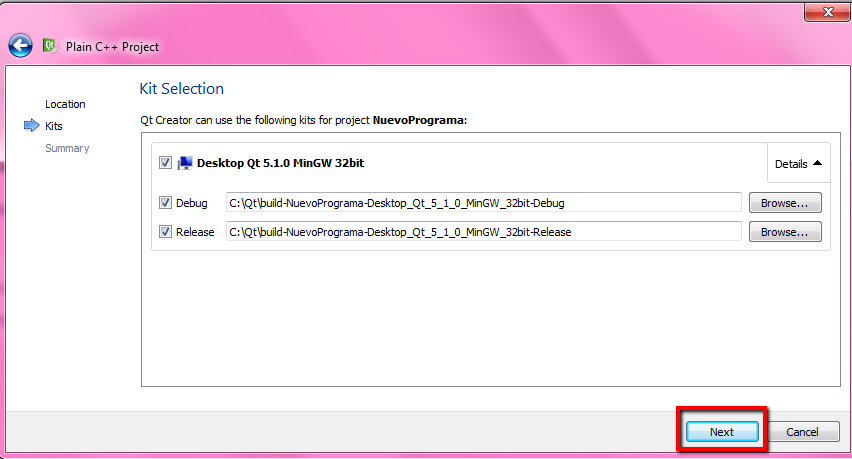 Plain C++ Project
Kit Selection
Location
Kits
Summary
Qt Creator can use the following kits for project NuevoPrograma:
Desktop Qt 5.1.0 MinGW 32bit
Details
Debug C:\Qt\build-NuevoPrograma-Desktop_Qt_5_1_0_MinGW_32bit-Debug Browse...
Release C:\Qt\build-NuevoPrograma-Desktop_Qt_5_1_0_MinGW_32bit-Release Browse...
Next Cancel